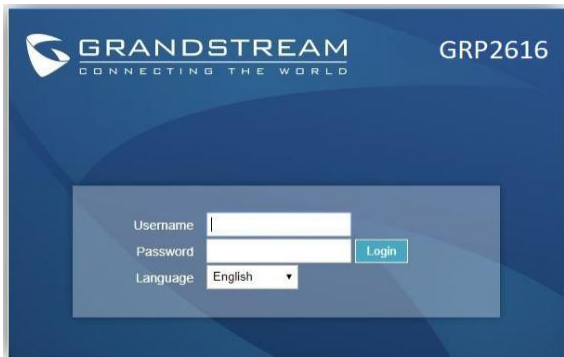 GRANDSTREAM
CONNECTING THE WORLD
GRP2616
Username
Password
Login
Language English